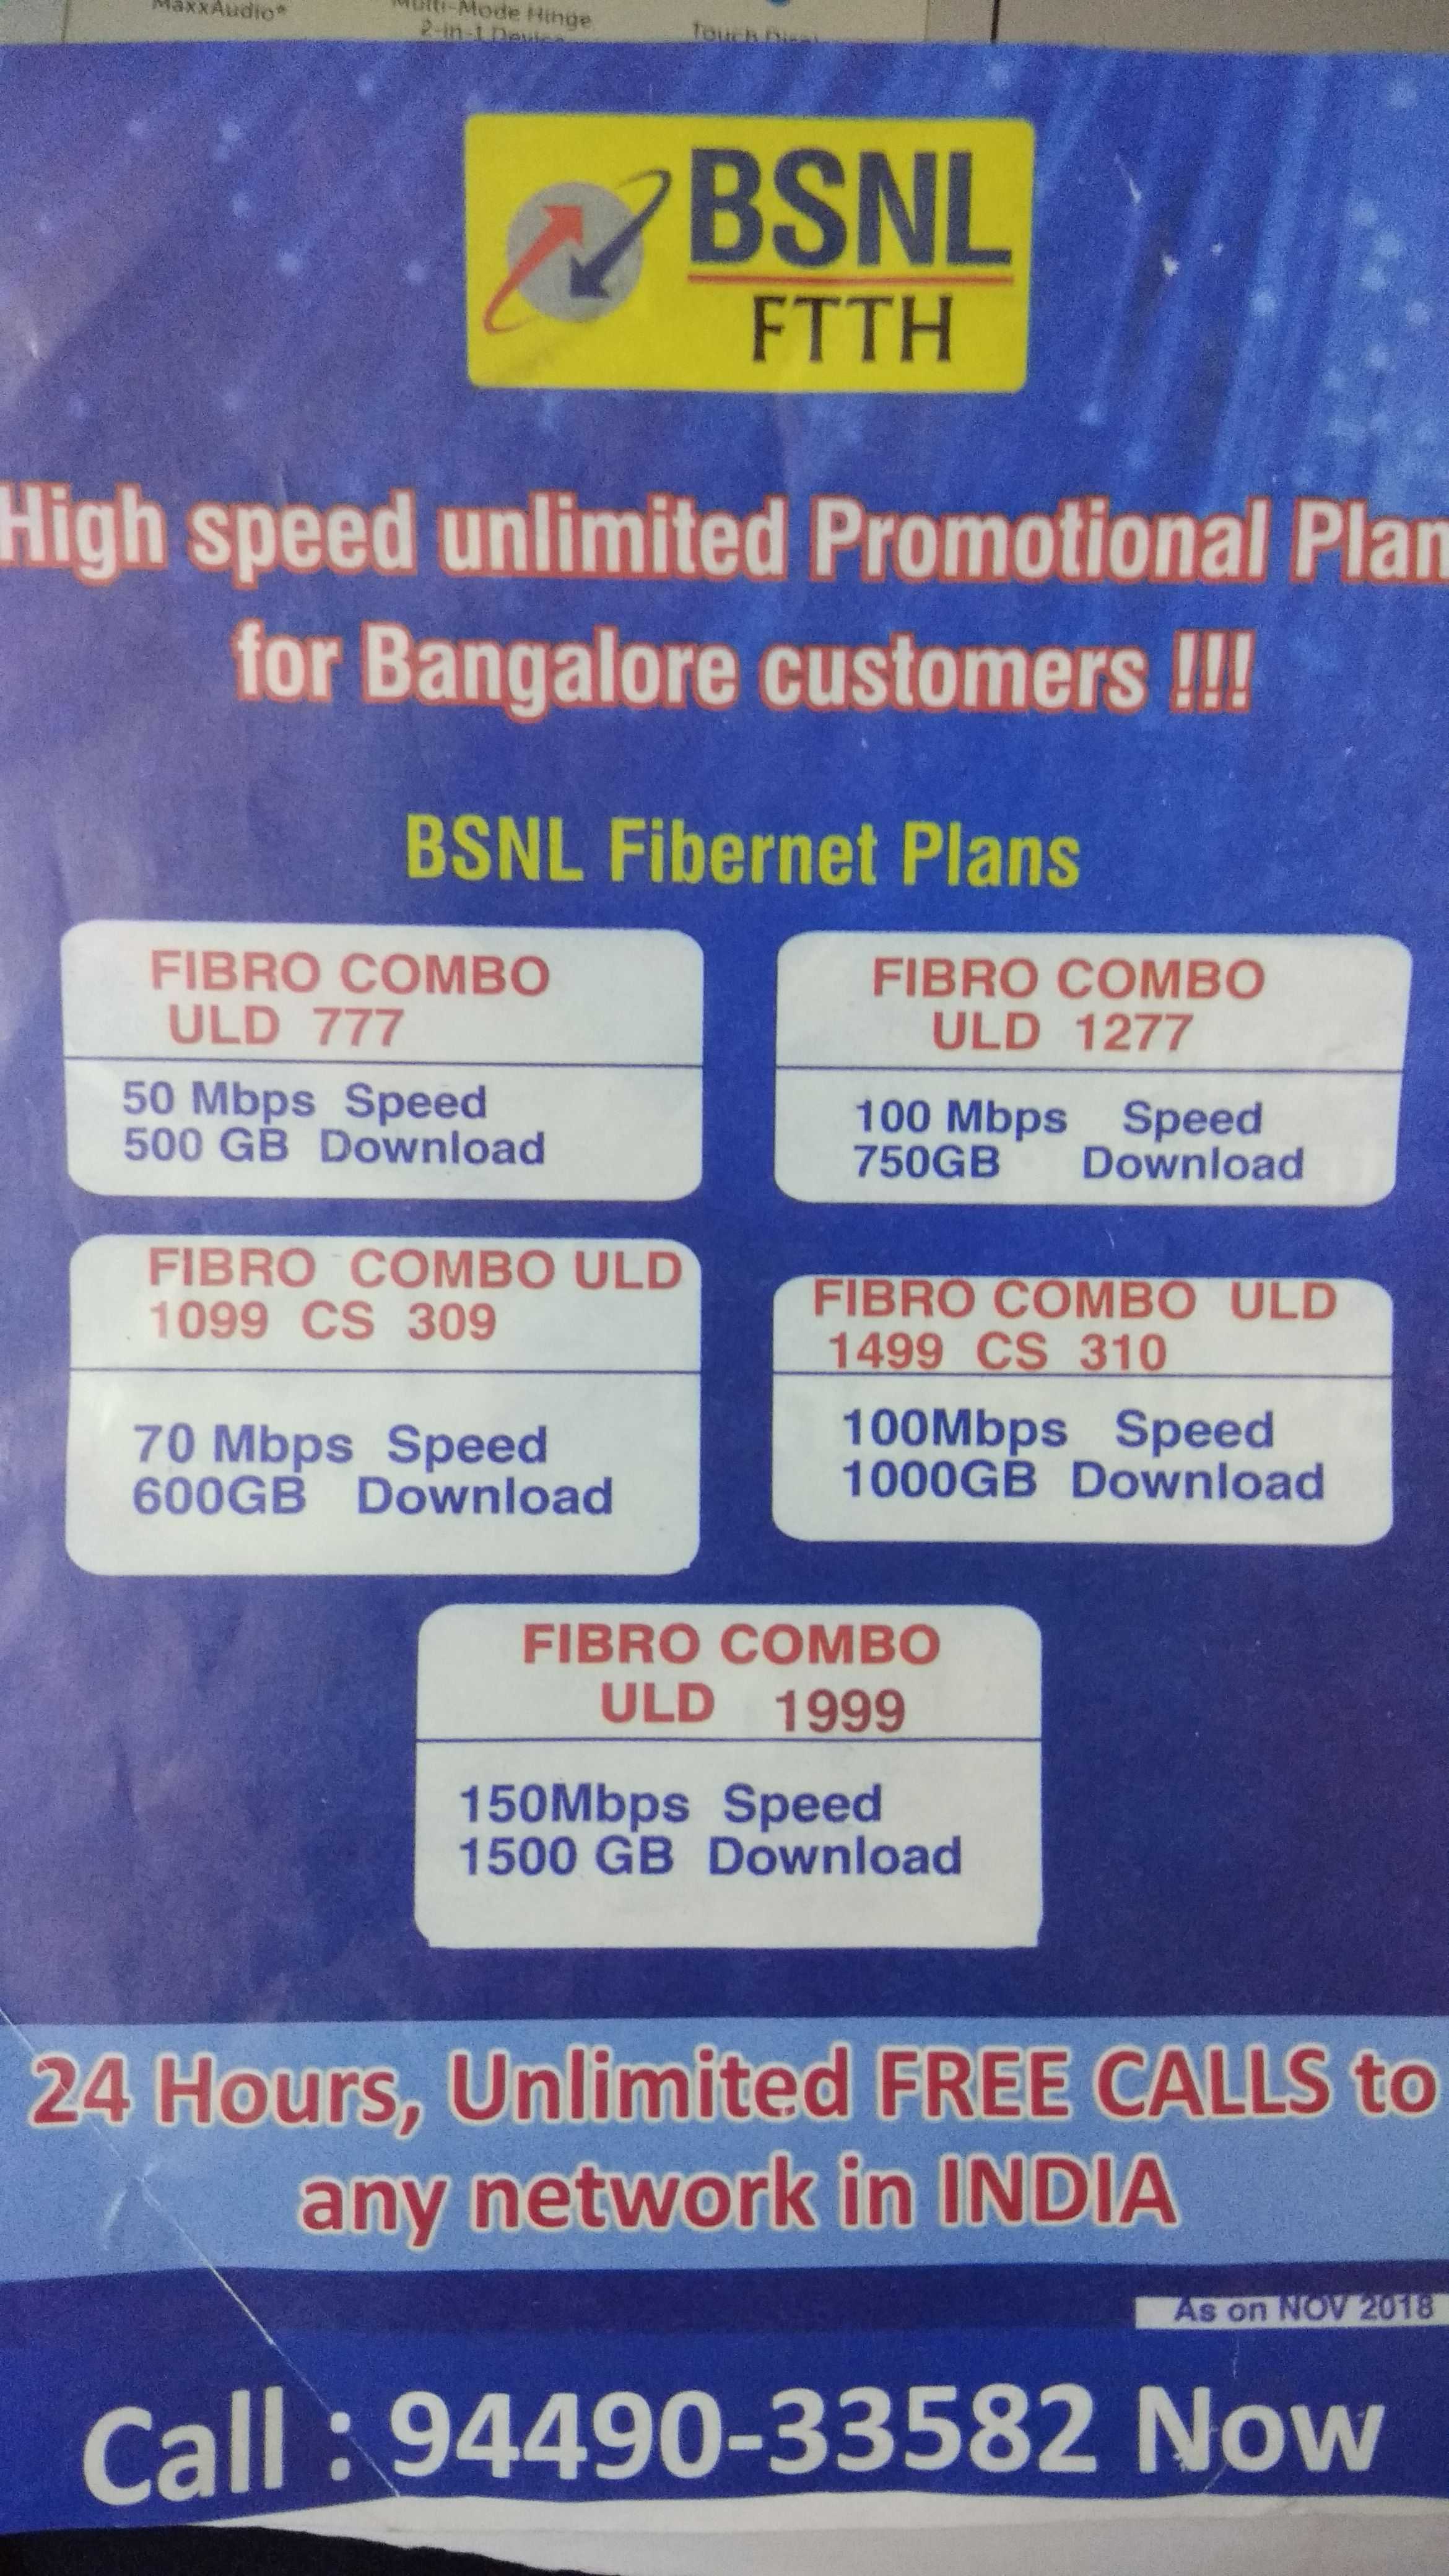 MaxxAudio®
Multi-Mode Hinge
2-in-1
Touch
BSNL
FTTH
High speed unlimited Promotional Plan
for Bangalore customers !!!
BSNL Fibernet Plans
FIBRO COMBO
ULD 777
50 Mbps Speed
500 GB Download
FIBRO COMBO
ULD 1277
100 Mbps Speed
750GB Download
FIBRO COMBO ULD
1099 CS 309
70 Mbps Speed
600GB Download
FIBRO COMBO ULD
1499 CS 310
100Mbps Speed
1000GB Download
FIBRO COMBO
ULD 1999
150Mbps Speed
1500 GB Download
24 Hours, Unlimited FREE CALLS to
any network in INDIA
As on NOV 2018
Call : 94490-33582 Now